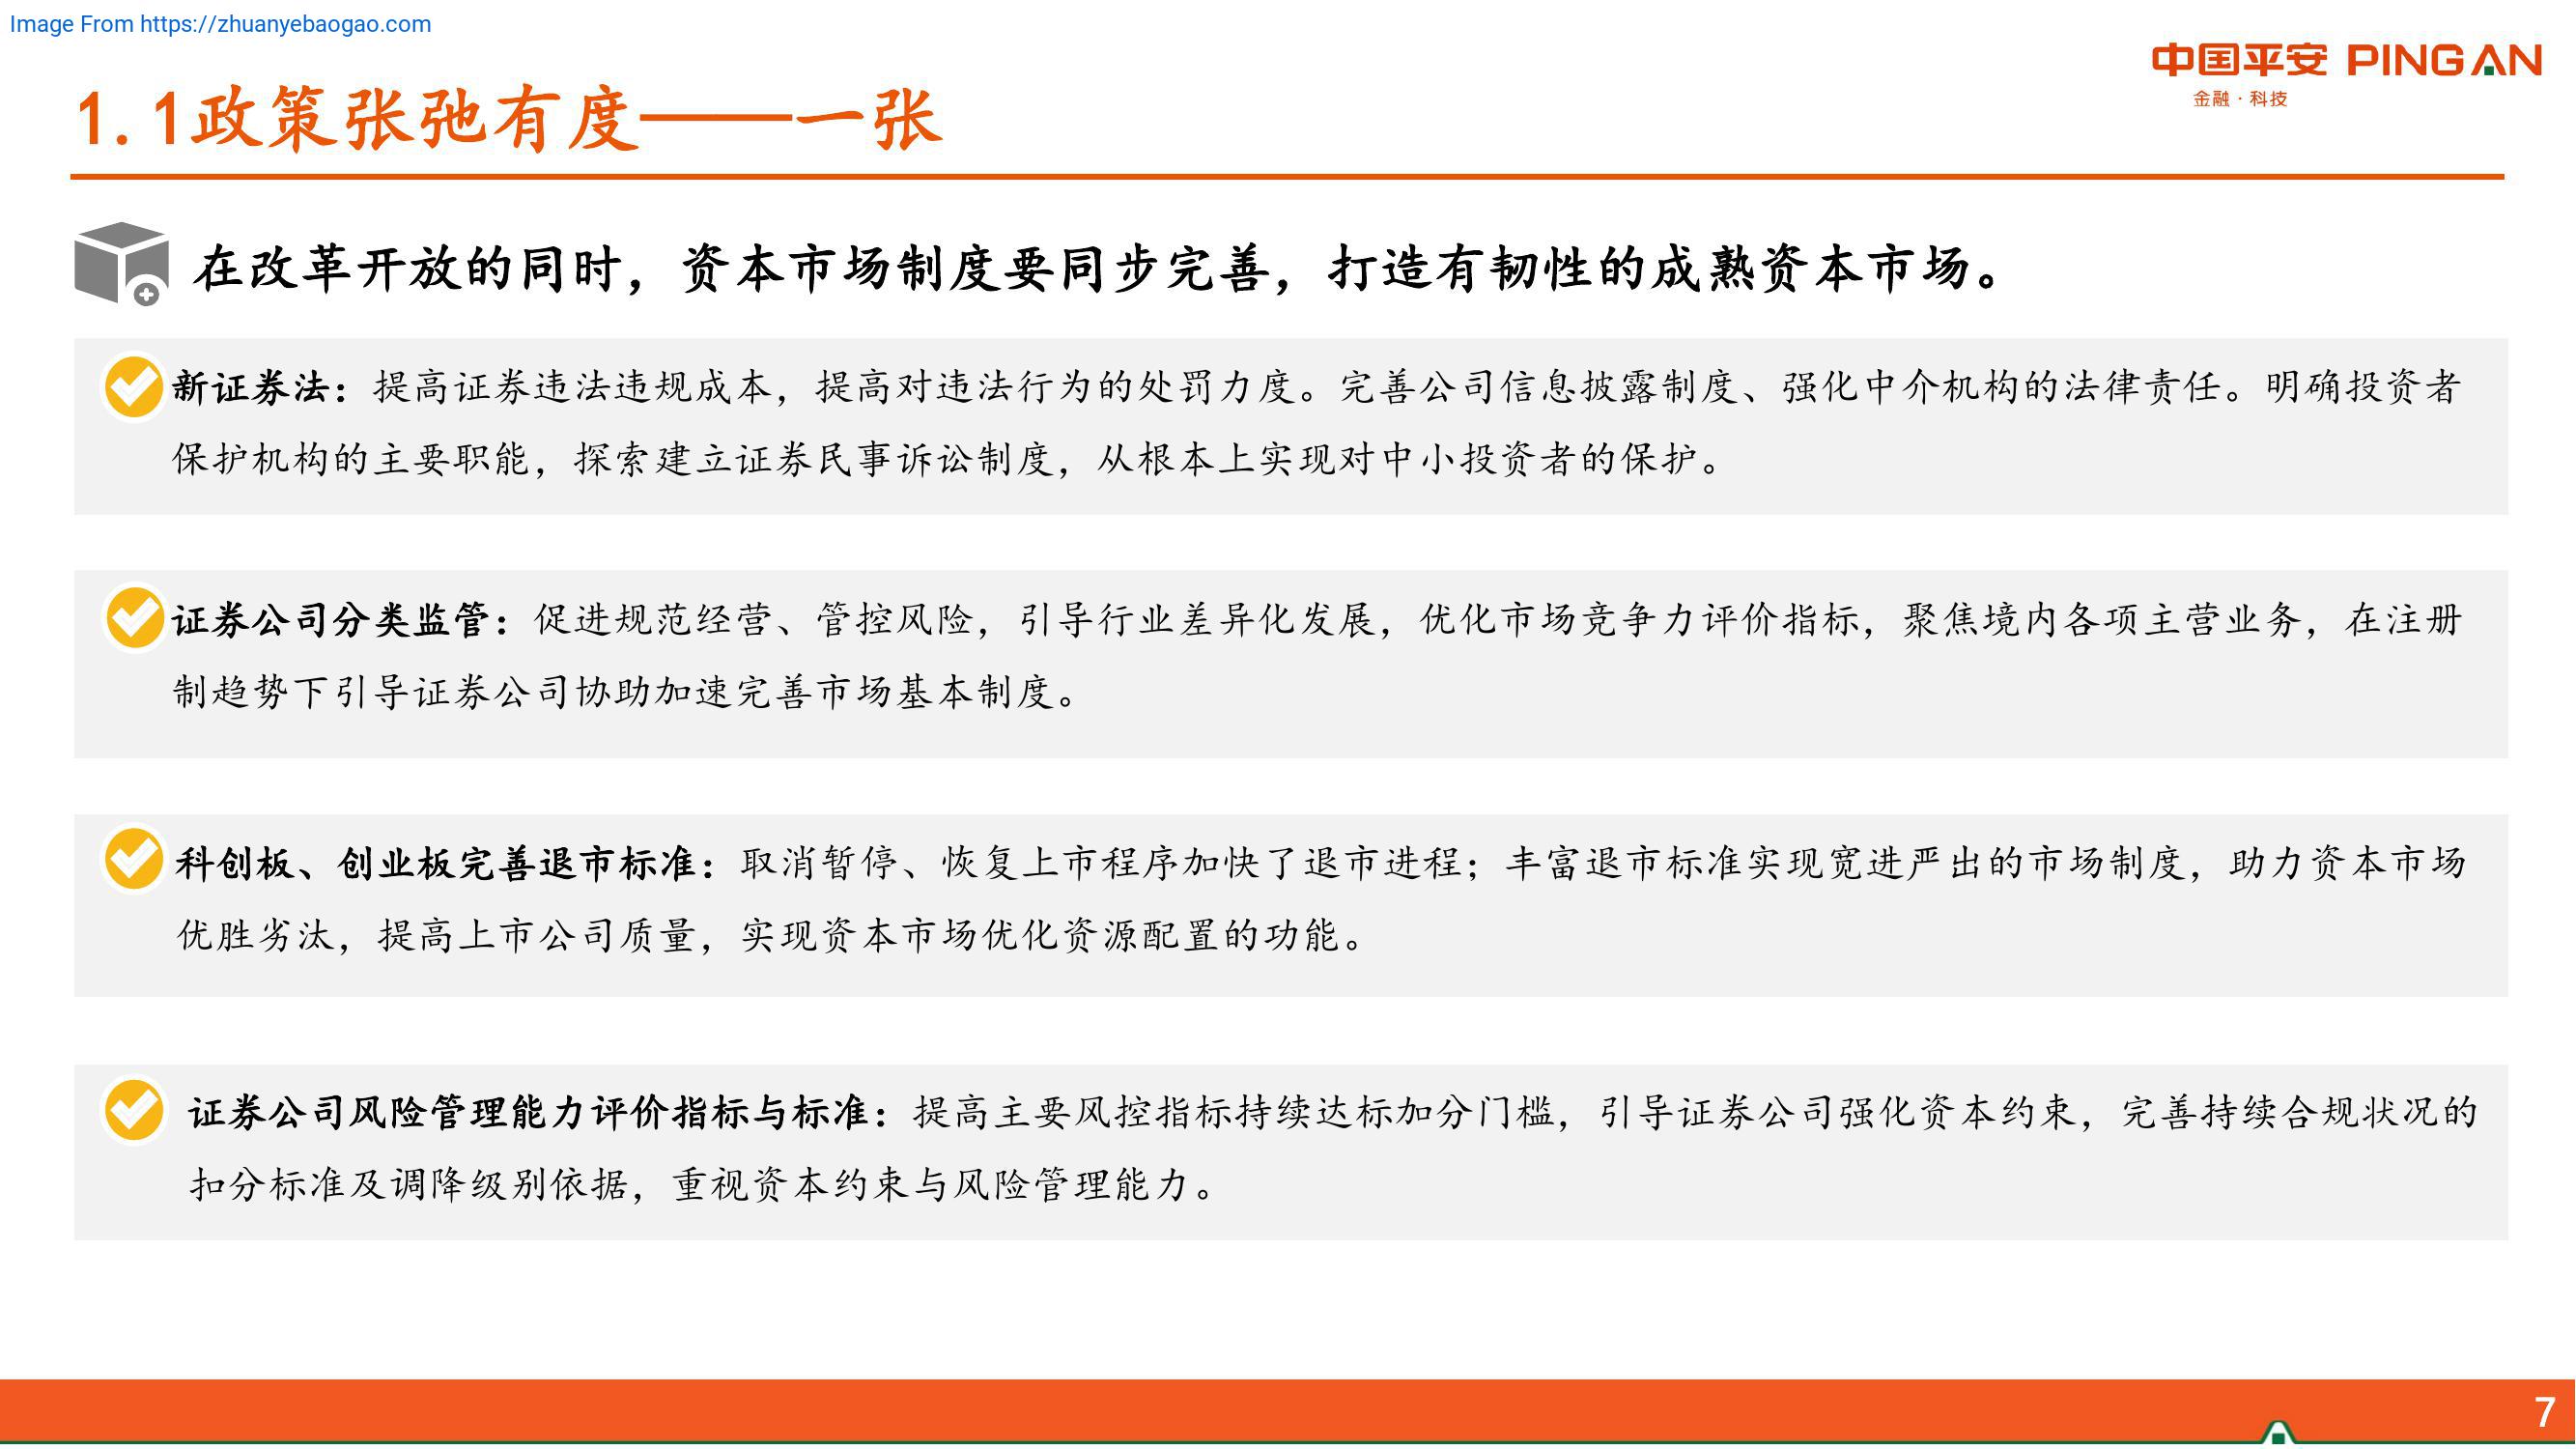 Image From https://zhuanyebaogao.com
中国平安 PINGAN
金融·科技
1.1政策张弛有度——一张
在改革开放的同时，资本市场制度要同步完善，打造有韧性的成熟资本市场。
新证券法：提高证券违法违规成本，提高对违法行为的处罚力度。完善公司信息披露制度、强化中介机构的法律责任。明确投资者
保护机构的主要职能，探索建立证券民事诉讼制度，从根本上实现对中小投资者的保护。
证券公司分类监管：促进规范经营、管控风险，引导行业差异化发展，优化市场竞争力评价指标，聚焦境内各项主营业务，在注册
制趋势下引导证券公司协助加速完善市场基本制度。
科创板、创业板完善退市标准：取消暂停、恢复上市程序加快了退市进程；丰富退市标准实现宽进严出的市场制度，助力资本市场
优胜劣汰，提高上市公司质量，实现资本市场优化资源配置的功能。
证券公司风险管理能力评价指标与标准：提高主要风控指标持续达标加分门槛，引导证券公司强化资本约束，完善持续合规状况的
扣分标准及调降级别依据，重视资本约束与风险管理能力。
7